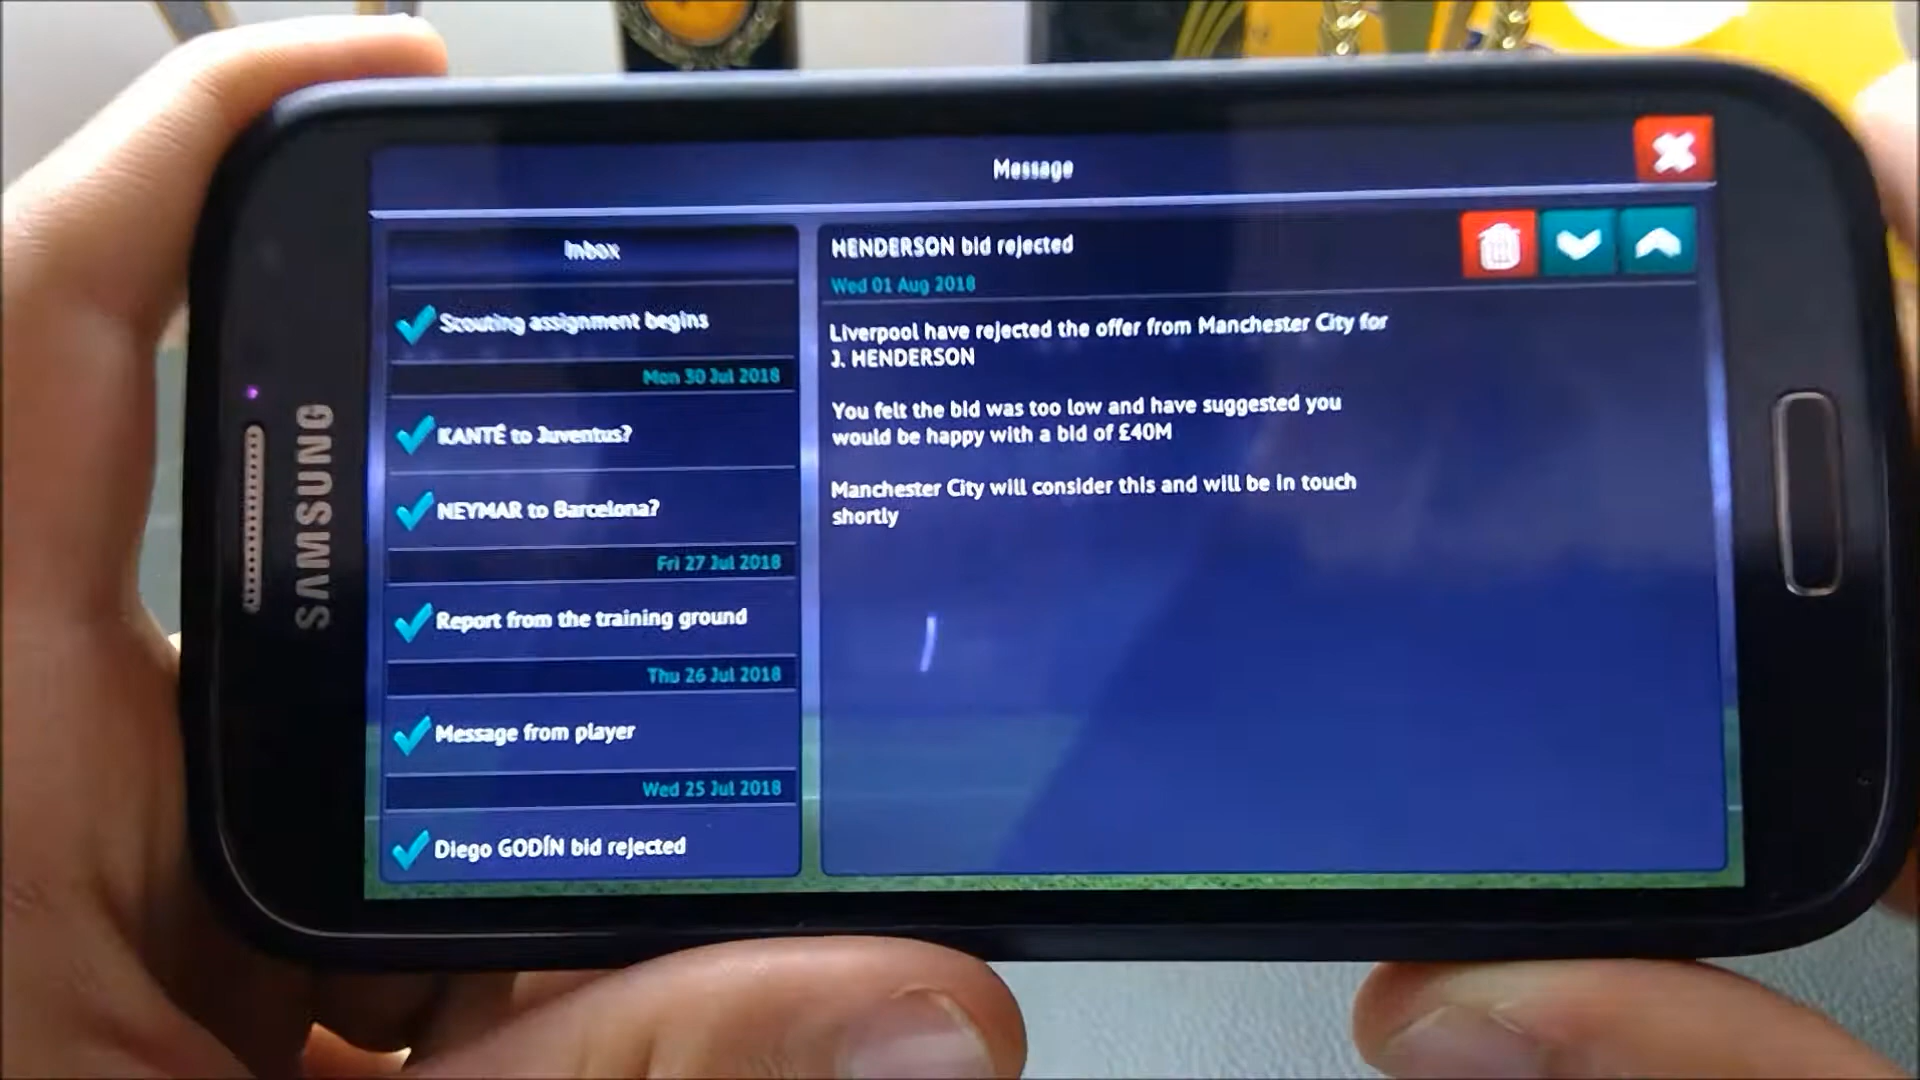 SAMSUNG
Message
Inbox
Scouting assignment begins
Mon 30 Jul 2018
KANTÉ to Juventus?
NEYMAR to Barcelona?
Fri 27 Jul 2018
Report from the training ground
Thu 26 Jul 2018
Message from player
Wed 25 Jul 2018
Diego GODÍN bid rejected
HENDERSON bid rejected
Wed 01 Aug 2018
Liverpool have rejected the offer from Manchester City for
J. HENDERSON
You felt the bid was too low and have suggested you
would be happy with a bid of £40M
Manchester City will consider this and will be in touch
shortly